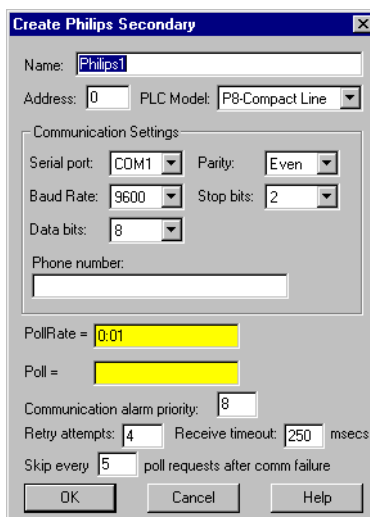 Create Philips Secondary
Name: Philips1
Address: 0 PLC Model: P8-Compact Line
Communication Settings
Serial port: COM1 Parity: Even
Baud Rate: 9600 Stop bits: 2
Data bits: 8
Phone number:
PollRate = 0:01
Poll =
Communication alarm priority: 8
Retry attempts: 4 Receive timeout: 250 msecs
Skip every 5 poll requests after comm failure
OK Cancel Help